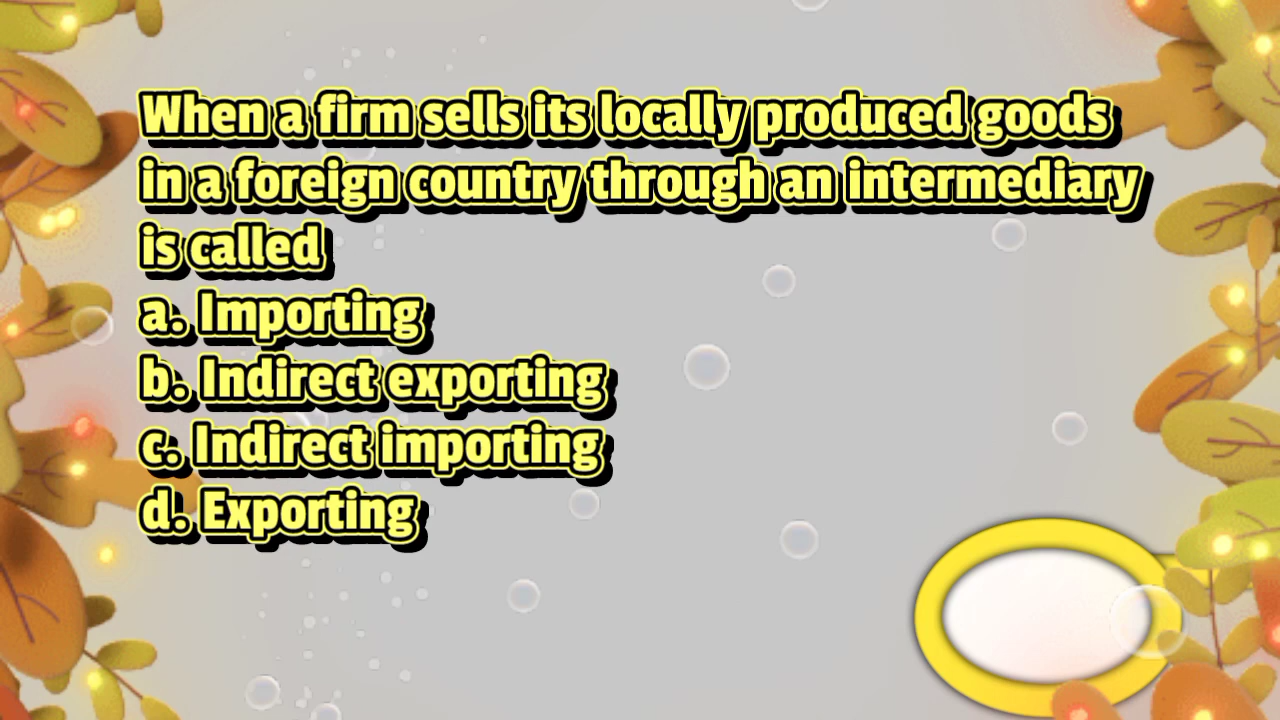 When a firm sells its locally produced goods
in a foreign country through an intermediary
is called
a. Importing
b. Indirect exporting
c. Indirect importing
d. Exporting